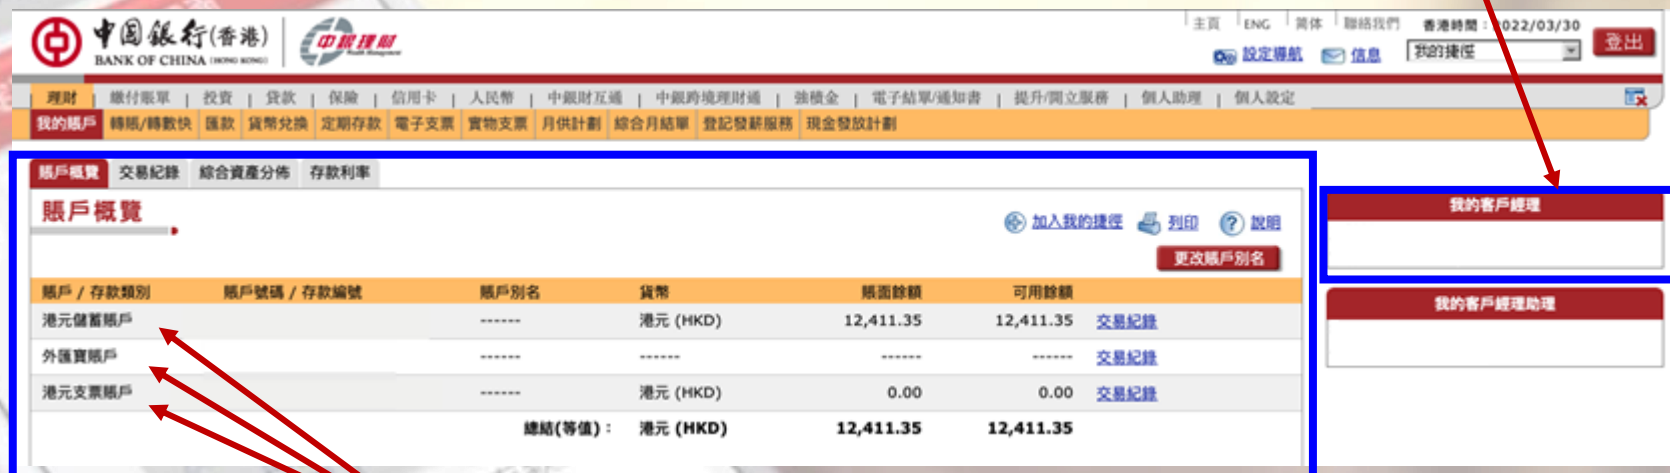 主頁 ENG 簡体 聯絡我們 香港時間：2022/03/30
中國銀行(香港) 中銀理財
BANK OF CHINA (HONG KONG) Wealth Management
設定導航 信息 我的捷徑 登出
理財 繳付賬單 投資 貸款 保險 信用卡 人民幣 中銀財互通 中銀跨境理財通 強積金 電子結單/通知書 提升/開立服務 個人助理 個人設定
我的賬戶 轉賬/轉數快 匯款 貨幣兌換 定期存款 電子支票 實物支票 月供計劃 綜合月結單 登記發薪服務 現金發放計劃
賬戶概覽 交易紀錄 綜合資產分佈 存款利率
賬戶概覽
加入我的捷徑 列印 說明
更改賬戶別名
賬戶 / 存款類別 賬戶號碼 / 存款編號 賬戶別名 貨幣 賬面餘額 可用餘額
港元儲蓄賬戶 ------ 港元 (HKD) 12,411.35 12,411.35 交易紀錄
外匯寶賬戶 ------ ------ ------ ------ 交易紀錄
港元支票賬戶 ------ 港元 (HKD) 0.00 0.00 交易紀錄
總結(等值)： 港元 (HKD) 12,411.35 12,411.35
我的客戶經理
我的客戶經理助理